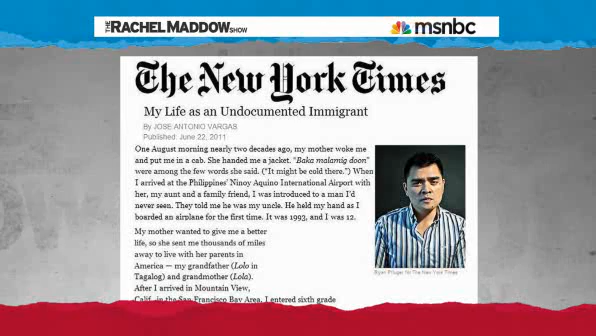 THE RACHEL MADDOW SHOW
msnbc
The New York Times
My Life as an Undocumented Immigrant
By JOSE ANTONIO VARGAS
Published: June 22, 2011
One August morning nearly two decades ago, my mother woke me
and put me in a cab. She handed me a jacket. “Baka malamig doon”
were among the few words she said. (“It might be cold there.”) When
I arrived at the Philippines’ Ninoy Aquino International Airport with
her, my aunt and a family friend, I was introduced to a man I’d
never seen. They told me he was my uncle. He held my hand as I
boarded an airplane for the first time. It was 1993, and I was 12.
My mother wanted to give me a better
life, so she sent me thousands of miles
away to live with her parents in
America — my grandfather (Lolo in
Tagalog) and grandmother (Lola).
After I arrived in Mountain View,
Calif., in the San Francisco Bay Area, I entered sixth grade
Ryan Pfluger for The New York Times